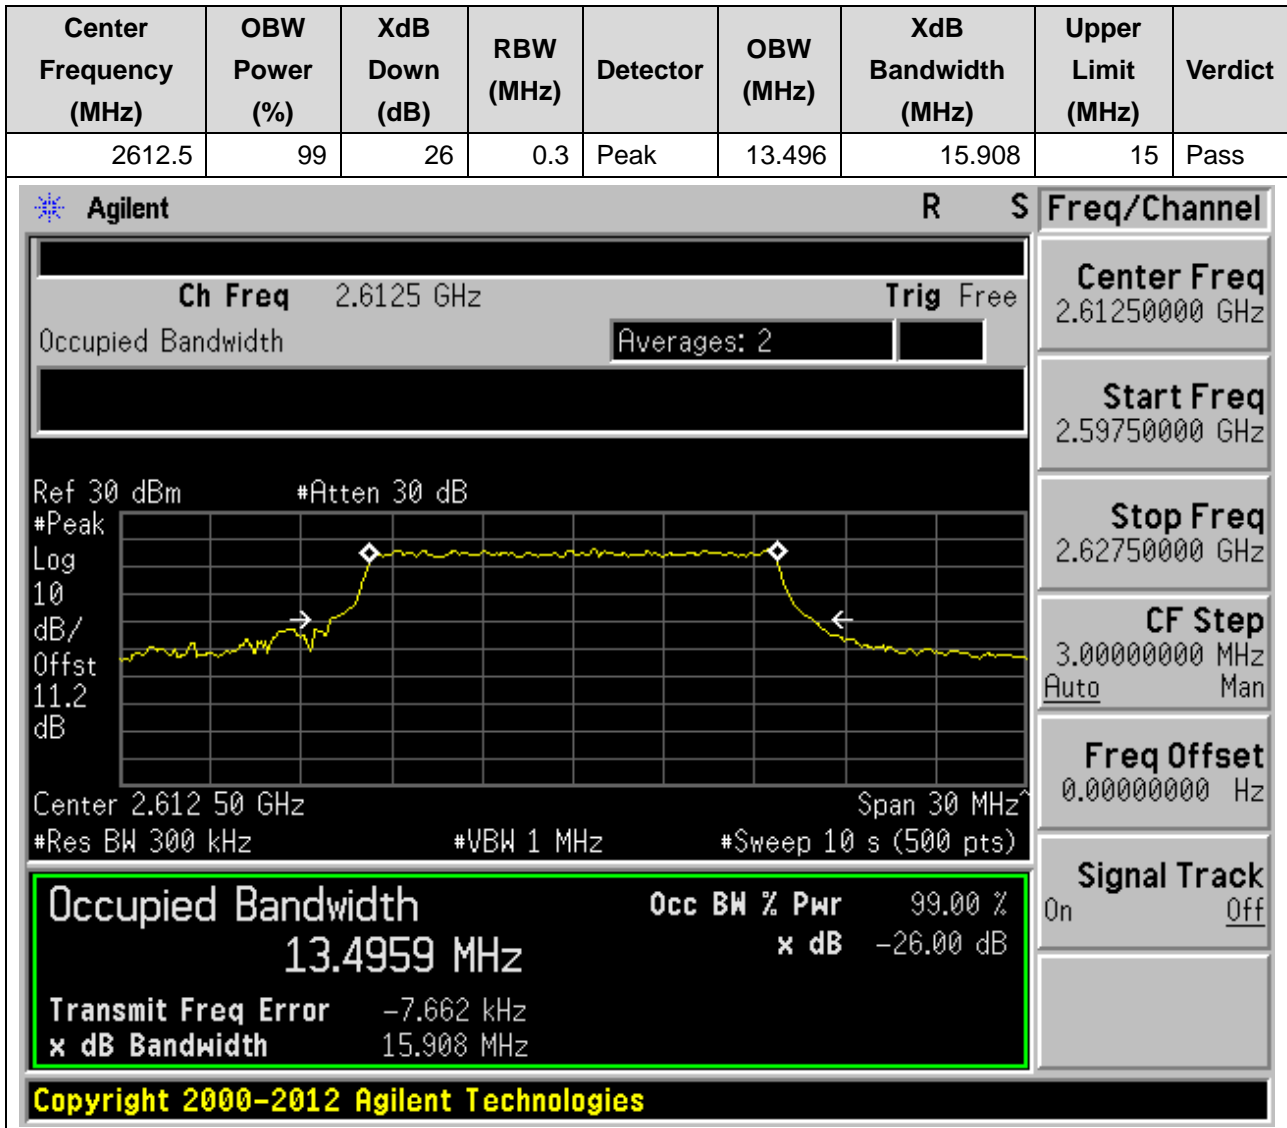 Center Frequency (MHz) OBW Power (%) XdB Down (dB) RBW (MHz) Detector OBW (MHz) XdB Bandwidth (MHz) Upper Limit (MHz) Verdict
2612.5 99 26 0.3 Peak 13.496 15.908 15 Pass
Agilent R S Freq/Channel
Ch Freq 2.6125 GHz Trig Free
Occupied Bandwidth Averages: 2
Center Freq
2.61250000 GHz
Start Freq
2.59750000 GHz
Stop Freq
2.62750000 GHz
CF Step
3.00000000 MHz
Auto Man
Freq Offset
0.00000000 Hz
Signal Track
On Off
Ref 30 dBm #Atten 30 dB
#Peak
Log
10
dB/
Offst
11.2
dB
Center 2.612 50 GHz Span 30 MHz^
#Res BW 300 kHz #VBW 1 MHz #Sweep 10 s (500 pts)
Occupied Bandwidth Occ BW % Pwr 99.00 %
13.4959 MHz x dB -26.00 dB
Transmit Freq Error -7.662 kHz
x dB Bandwidth 15.908 MHz
Copyright 2000-2012 Agilent Technologies